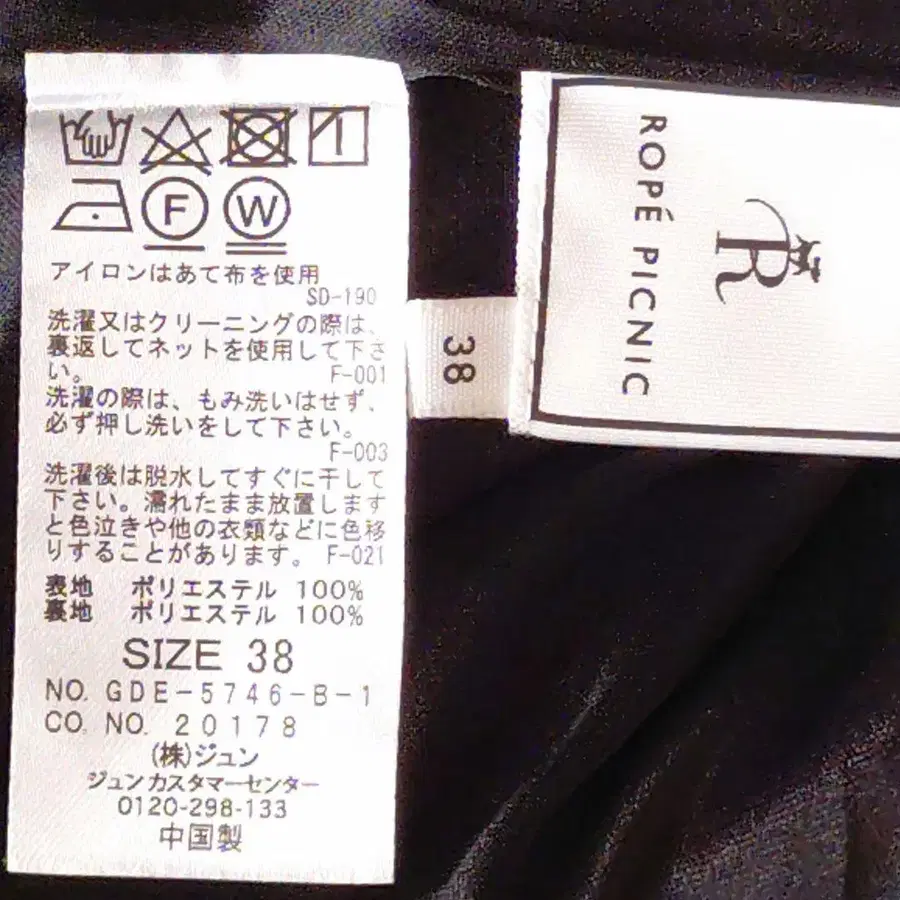 F
W
アイロンはあて布を使用
SD-190
洗濯又はクリーニングの際は、
裏返してネットを使用して下さ
い。
F-001
洗濯の際は、もみ洗いはせず、
必ず押し洗いをして下さい。
F-003
洗濯後は脱水してすぐに干して
下さい。濡れたまま放置します
と色泣きや他の衣類などに色移
りすることがあります。 F-021
表地 ポリエステル 100%
裏地 ポリエステル 100%
SIZE 38
NO. GDE-5746-B-1
CO. NO. 20178
(株)ジュン
ジュン カスタマーセンター
0120-298-133
中国製
38
R
ROPÉ PICNIC